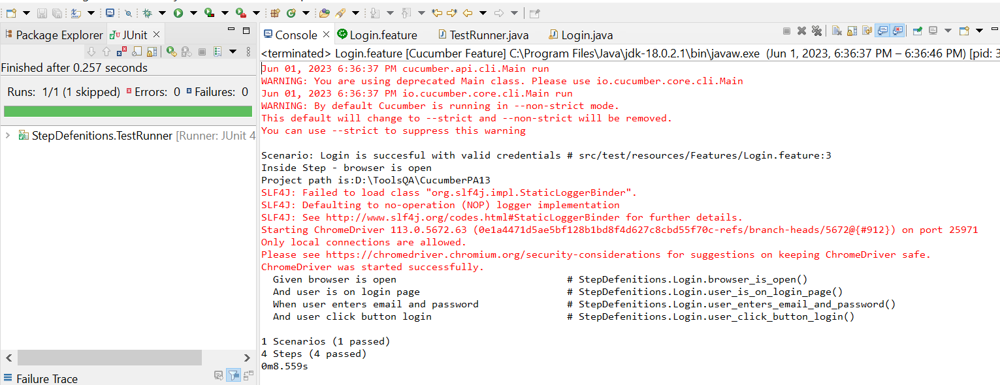 Package Explorer
JUnit
Finished after 0.257 seconds
Runs: 1/1 (1 skipped) Errors: 0 Failures: 0
StepDefenitions.TestRunner [Runner: JUnit 4
Failure Trace
Console Login.feature TestRunner.java Login.java
<terminated> Login.feature [Cucumber Feature] C:\Program Files\Java\jdk-18.0.2.1\bin\javaw.exe (Jun 1, 2023, 6:36:37 PM – 6:36:46 PM) [pid: 3
Jun 01, 2023 6:36:37 PM cucumber.api.cli.Main run
WARNING: You are using deprecated Main class. Please use io.cucumber.core.cli.Main
Jun 01, 2023 6:36:37 PM io.cucumber.core.cli.Main run
WARNING: By default Cucumber is running in --non-strict mode.
This default will change to --strict and --non-strict will be removed.
You can use --strict to suppress this warning
Scenario: Login is succesful with valid credentials # src/test/resources/Features/Login.feature:3
Inside Step - browser is open
Project path is:D:\ToolsQA\CucumberPA13
SLF4J: Failed to load class "org.slf4j.impl.StaticLoggerBinder".
SLF4J: Defaulting to no-operation (NOP) logger implementation
SLF4J: See http://www.slf4j.org/codes.html#StaticLoggerBinder for further details.
Starting ChromeDriver 113.0.5672.63 (0e1a4471d5ae5bf128b1bd8f4d627c8cbd55f70c-refs/branch-heads/5672@{#912}) on port 25971
Only local connections are allowed.
Please see https://chromedriver.chromium.org/security-considerations for suggestions on keeping ChromeDriver safe.
ChromeDriver was started successfully.
Given browser is open # StepDefenitions.Login.browser_is_open()
And user is on login page # StepDefenitions.Login.user_is_on_login_page()
When user enters email and password # StepDefenitions.Login.user_enters_email_and_password()
And user click button login # StepDefenitions.Login.user_click_button_login()
1 Scenarios (1 passed)
4 Steps (4 passed)
0m8.559s